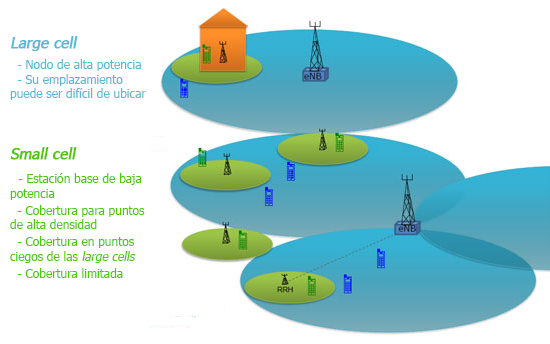 Large cell
- Nodo de alta potencia
- Su emplazamiento
puede ser difícil de ubicar
eNB
Small cell
- Estación base de baja
potencia
- Cobertura para puntos
de alta densidad
- Cobertura en puntos
ciegos de las large cells
- Cobertura limitada
eNB
RRH